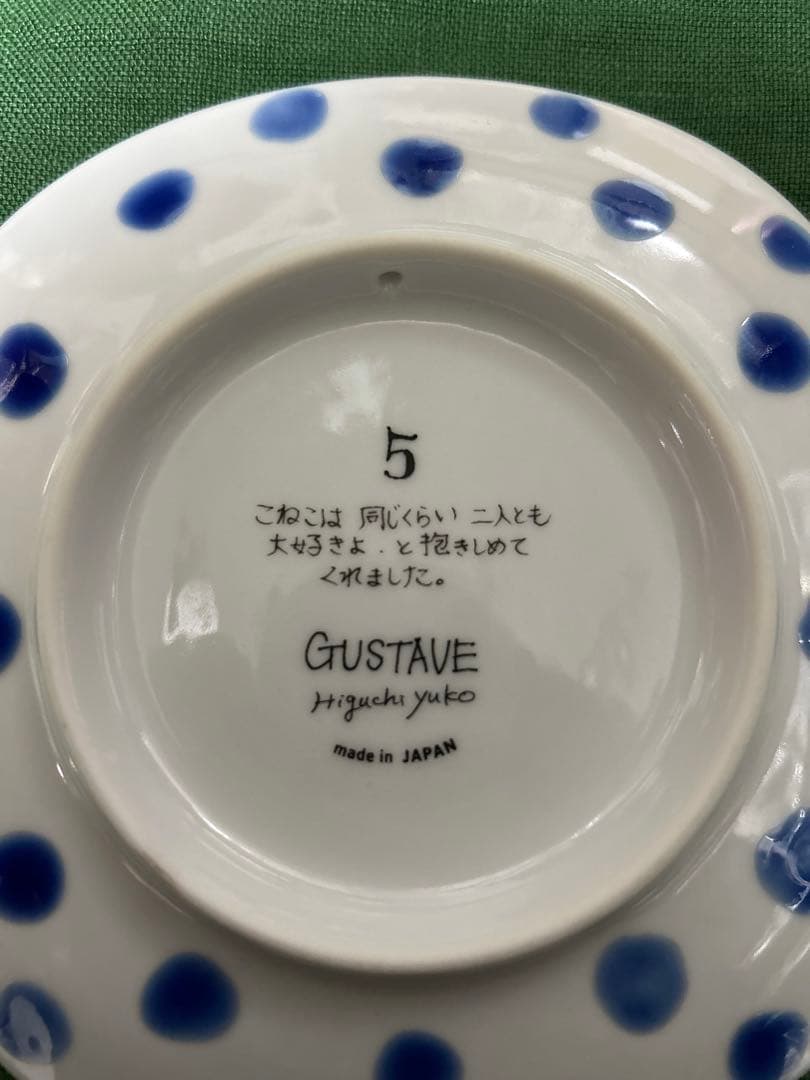 5
こねこは 同じくらい 二人とも
大好きよ.と抱きしめて
くれました。
GUSTAVE
Higuchi yuko
made in JAPAN